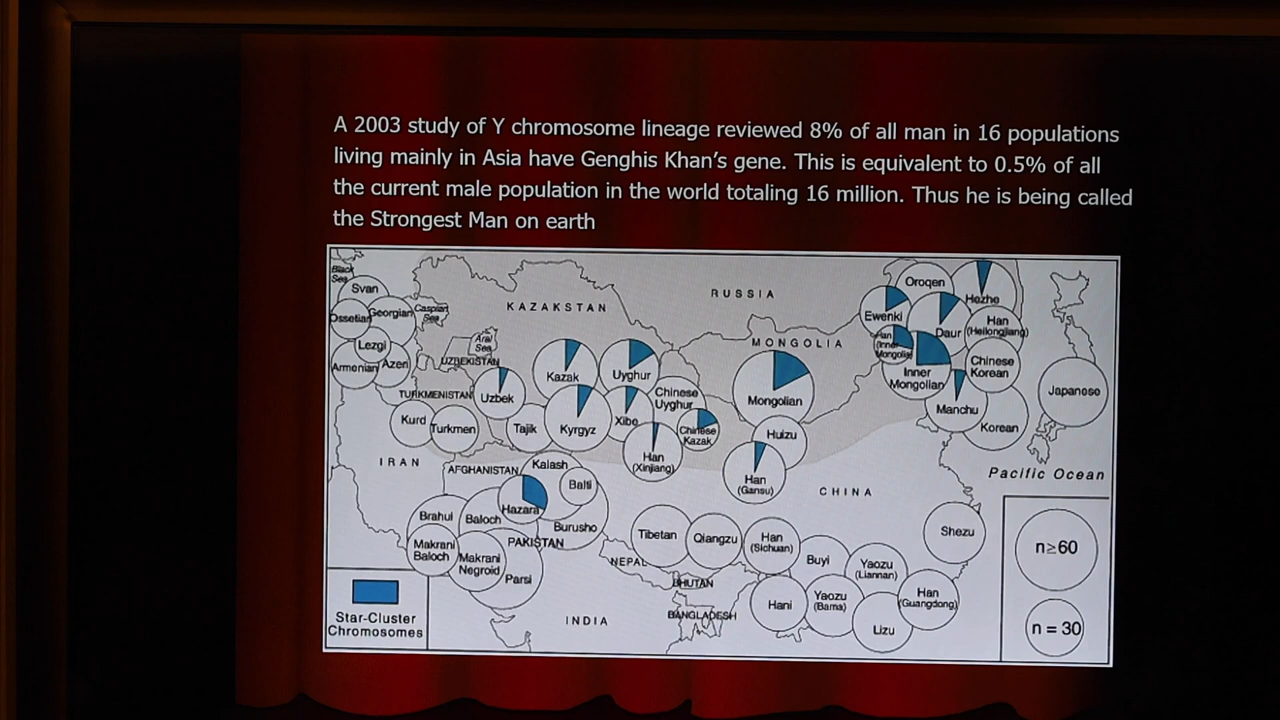 A 2003 study of Y chromosome lineage reviewed 8% of all man in 16 populations
living mainly in Asia have Genghis Khan's gene. This is equivalent to 0.5% of all
the current male population in the world totaling 16 million. Thus he is being called
the Strongest Man on earth
Black
Sea
Svan
Ossetian
Georgian
Caspian
Sea
Lezgi
Armenian
Azeri
Aral
Sea
KAZAKSTAN
RUSSIA
MONGOLIA
UZBEKISTAN
TURKMENISTAN
Kazak
Uyghur
Uzbek
Chinese
Uyghur
Kurd
Turkmen
Tajik
Kyrgyz
Xibe
Chinese
Kazak
Han
(Xinjiang)
Mongolian
Huizu
Han
(Gansu)
Oroqen
Hezhe
Ewenki
Daur
Han
(Heilongjiang)
Han
(Inner
Mongolia)
Inner
Mongolian
Chinese
Korean
Manchu
Korean
Japanese
Pacific Ocean
IRAN
AFGHANISTAN
Kalash
Balti
Hazara
Burusho
Brahui
Baloch
PAKISTAN
Makrani
Baloch
Makrani
Negroid
Parsi
CHINA
Tibetan
Qiangzu
Han
(Sichuan)
Buyi
Yaozu
(Liannan)
Shezu
NEPAL
BHUTAN
BANGLADESH
INDIA
Hani
Yaozu
(Bama)
Lizu
Han
(Guangdong)
Star-Cluster
Chromosomes
n≥60
n = 30